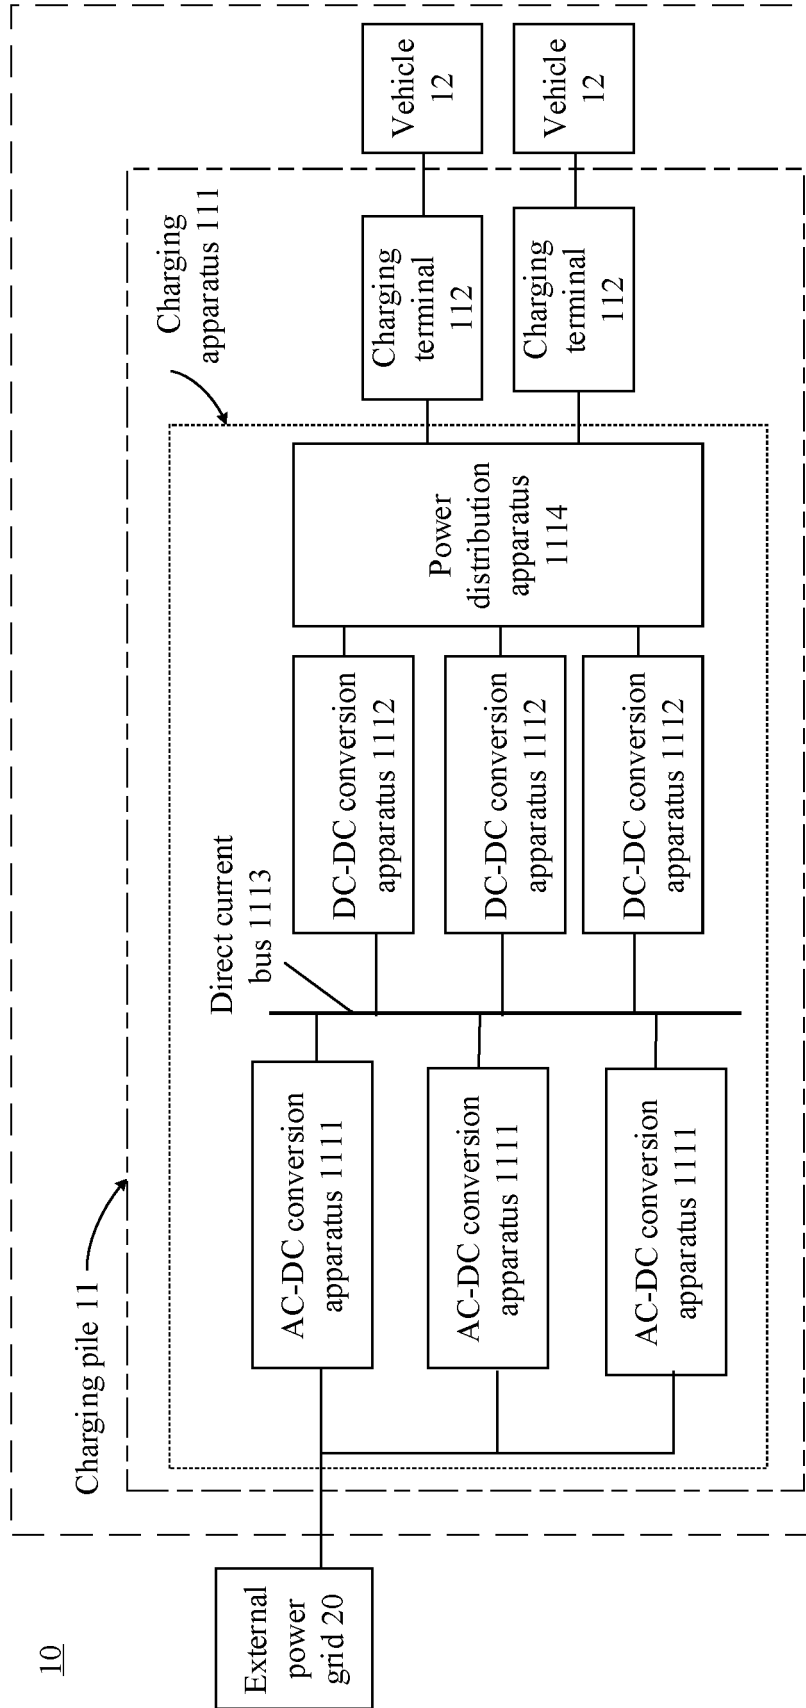 10
Charging pile 11
Charging
apparatus 111
External
power
grid 20
AC-DC conversion
apparatus 1111
AC-DC conversion
apparatus 1111
AC-DC conversion
apparatus 1111
Direct current
bus 1113
DC-DC conversion
apparatus 1112
DC-DC conversion
apparatus 1112
DC-DC conversion
apparatus 1112
Power
distribution
apparatus
1114
Charging
terminal
112
Charging
terminal
112
Vehicle
12
Vehicle
12